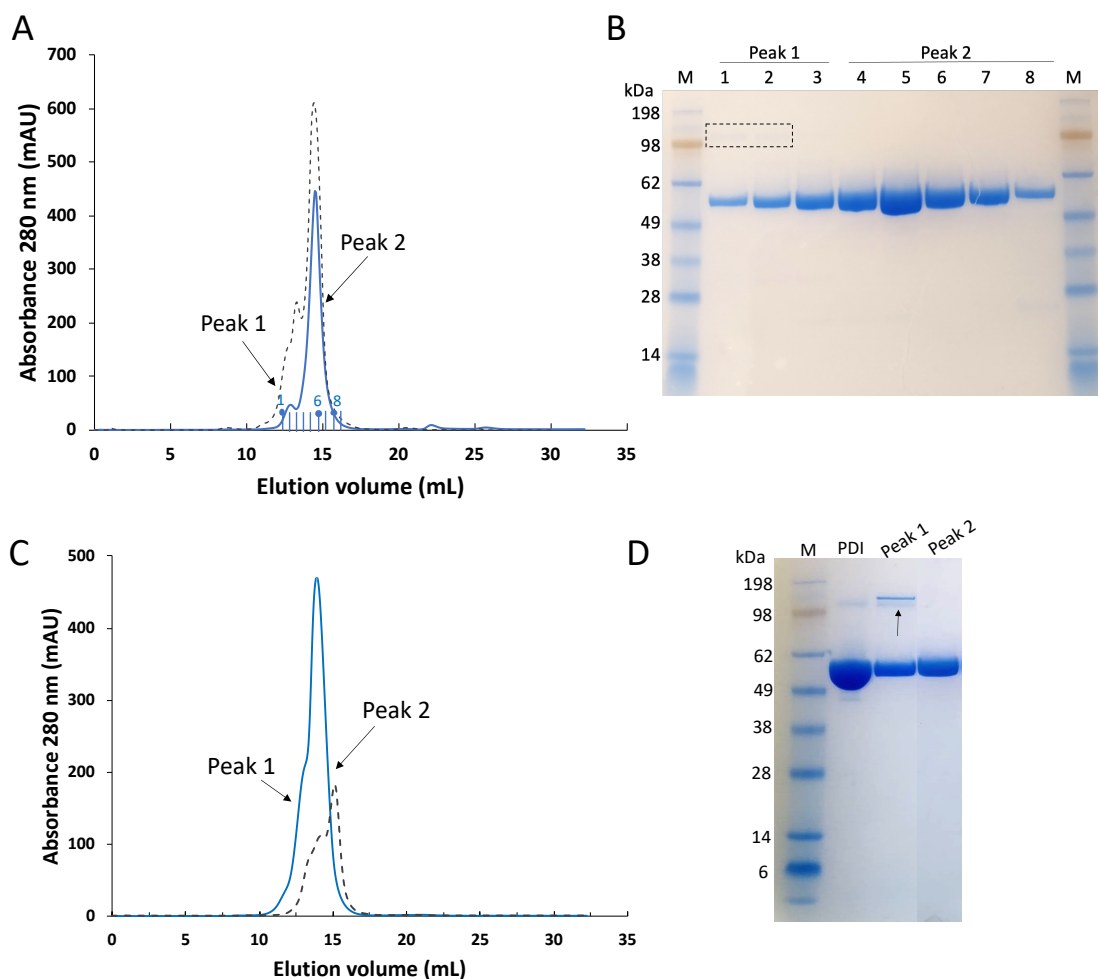 A
700
600
500
400
300
200
100
0
Absorbance 280 nm (mAU)
Peak 1
Peak 2
1
6
8
0 5 10 15 20 25 30 35
Elution volume (mL)
B
Peak 1 Peak 2
M 1 2 3 4 5 6 7 8 M
kDa
198
98
62
49
38
28
14
C
500
400
300
200
100
0
Absorbance 280 nm (mAU)
Peak 1
Peak 2
0 5 10 15 20 25 30 35
Elution volume (mL)
D
kDa M PDI Peak 1 Peak 2
198
98
62
49
38
28
14
6